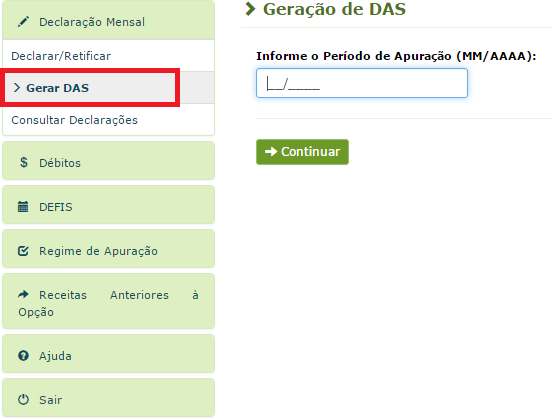 Declaração Mensal
Declarar/Retificar
Gerar DAS
Consultar Declarações
$ Débitos
DEFIS
Regime de Apuração
Receitas Anteriores à
Opção
Ajuda
Sair
Geração de DAS
Informe o Período de Apuração (MM/AAAA):
__/____
Continuar